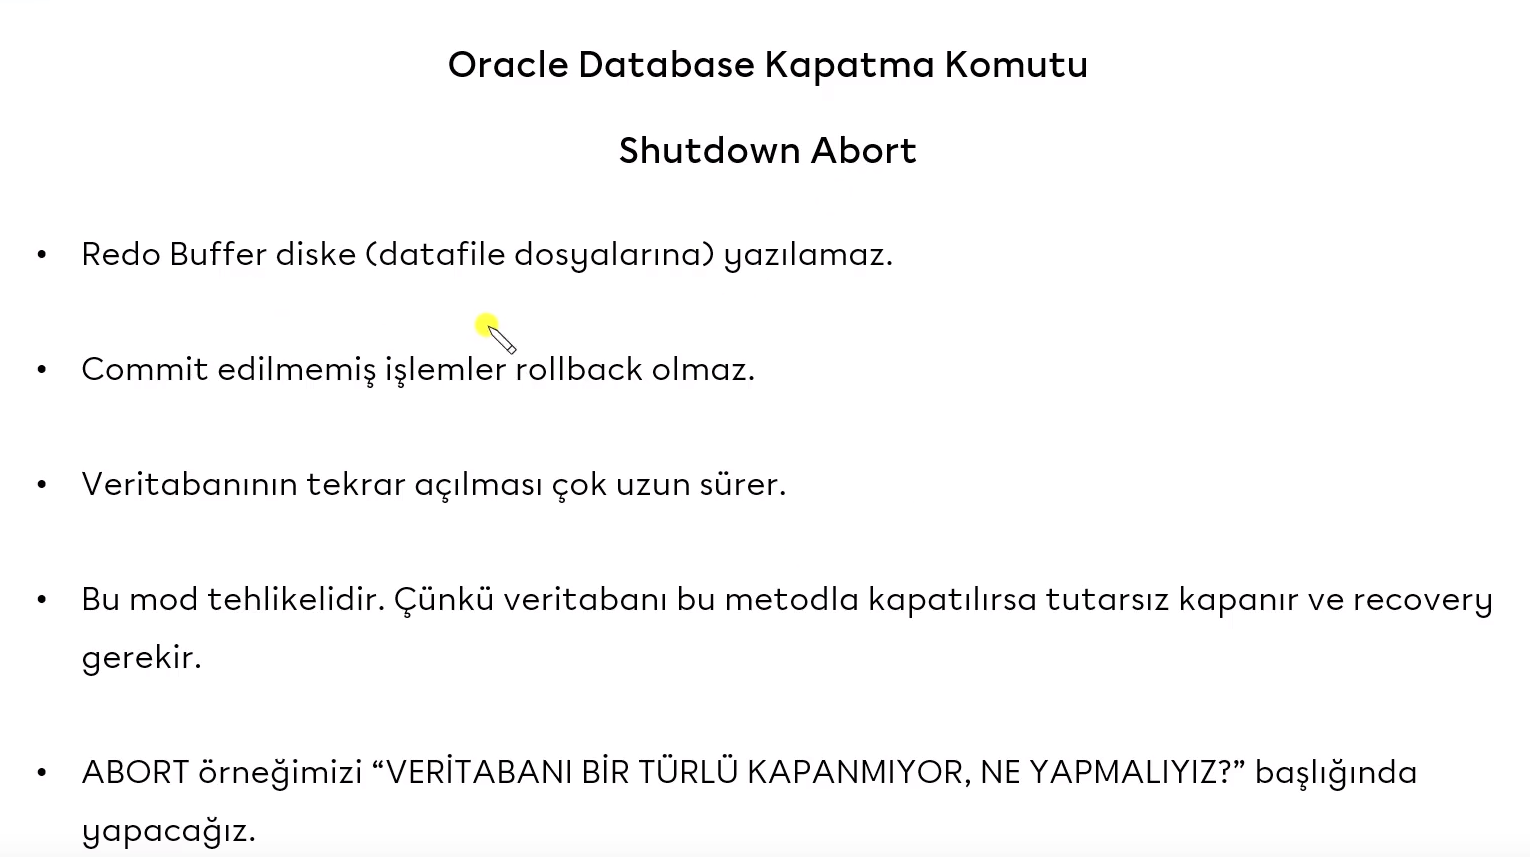 Oracle Database Kapatma Komutu
Shutdown Abort
• Redo Buffer diske (datafile dosyalarına) yazılamaz.
• Commit edilmemiş işlemler rollback olmaz.
• Veritabanının tekrar açılması çok uzun sürer.
• Bu mod tehlikelidir. Çünkü veritabanı bu metodla kapatılırsa tutarsız kapanır ve recovery
gerekir.
• ABORT örneğimizi “VERİTABANI BİR TÜRLÜ KAPANMIYOR, NE YAPMALIYIZ?” başlığında
yapacağız.